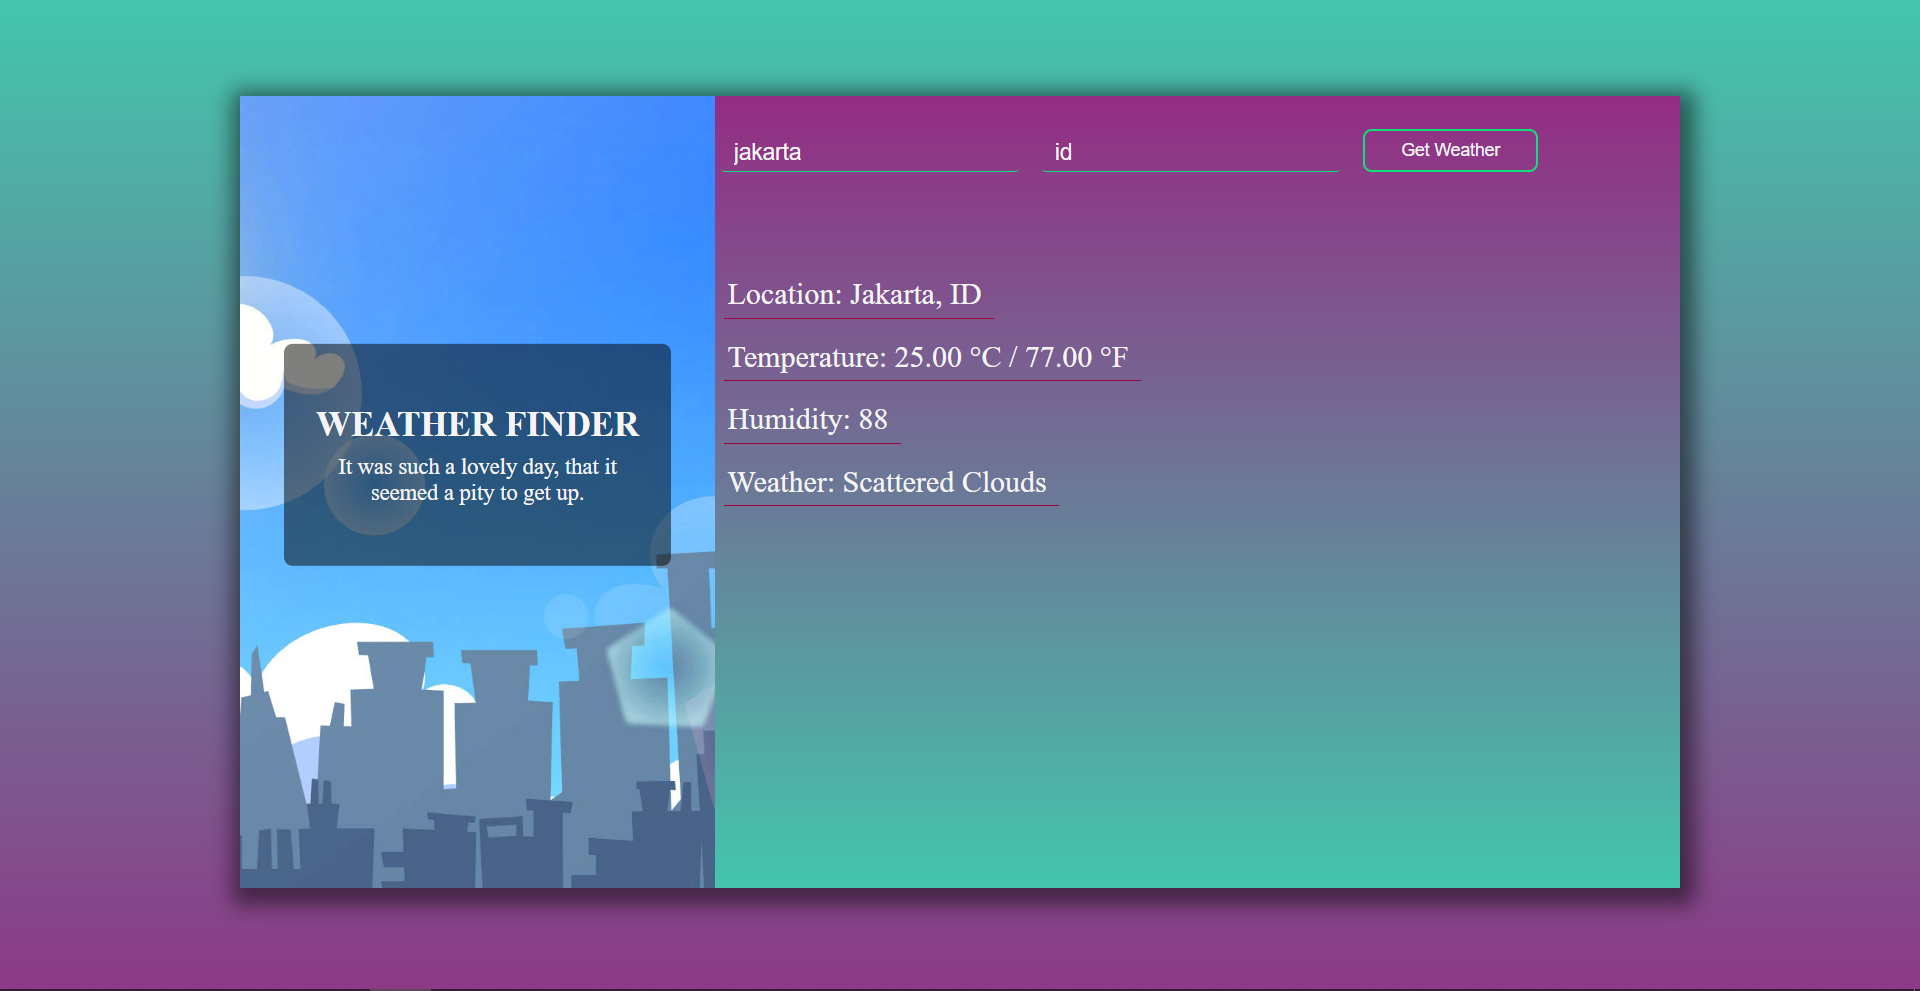 jakarta
id
Get Weather
WEATHER FINDER
It was such a lovely day, that it
seemed a pity to get up.
Location: Jakarta, ID
Temperature: 25.00 °C / 77.00 °F
Humidity: 88
Weather: Scattered Clouds